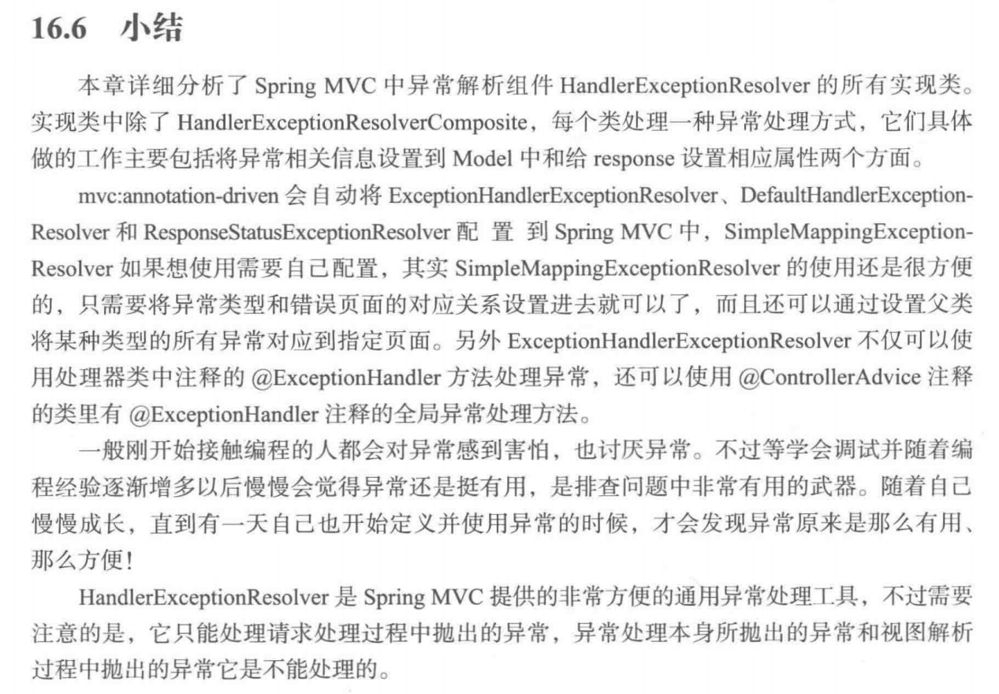 16.6 小结
本章详细分析了 Spring MVC 中异常解析组件 HandlerExceptionResolver 的所有实现类。
实现类中除了 HandlerExceptionResolverComposite，每个类处理一种异常处理方式，它们具体
做的工作主要包括将异常相关信息设置到 Model 中和给 response 设置相应属性两个方面。
mvc:annotation-driven 会自动将 ExceptionHandlerExceptionResolver、DefaultHandlerException-
Resolver 和 ResponseStatusExceptionResolver 配 置 到 Spring MVC 中，SimpleMappingException-
Resolver 如果想使用需要自己配置，其实 SimpleMappingExceptionResolver 的使用还是很方便
的，只需要将异常类型和错误页面的对应关系设置进去就可以了，而且还可以通过设置父类
将某种类型的所有异常对应到指定页面。另外 ExceptionHandlerExceptionResolver 不仅可以使
用处理器类中注释的 @ExceptionHandler 方法处理异常，还可以使用 @ControllerAdvice 注释
的类里有 @ExceptionHandler 注释的全局异常处理方法。
一般刚开始接触编程的人都会对异常感到害怕，也讨厌异常。不过等学会调试并随着编
程经验逐渐增多以后慢慢会觉得异常还是挺有用，是排查问题中非常有用的武器。随着自己
慢慢成长，直到有一天自己也开始定义并使用异常的时候，才会发现异常原来是那么有用、
那么方便！
HandlerExceptionResolver 是 Spring MVC 提供的非常方便的通用异常处理工具，不过需要
注意的是，它只能处理请求处理过程中抛出的异常，异常处理本身所抛出的异常和视图解析
过程中抛出的异常它是不能处理的。